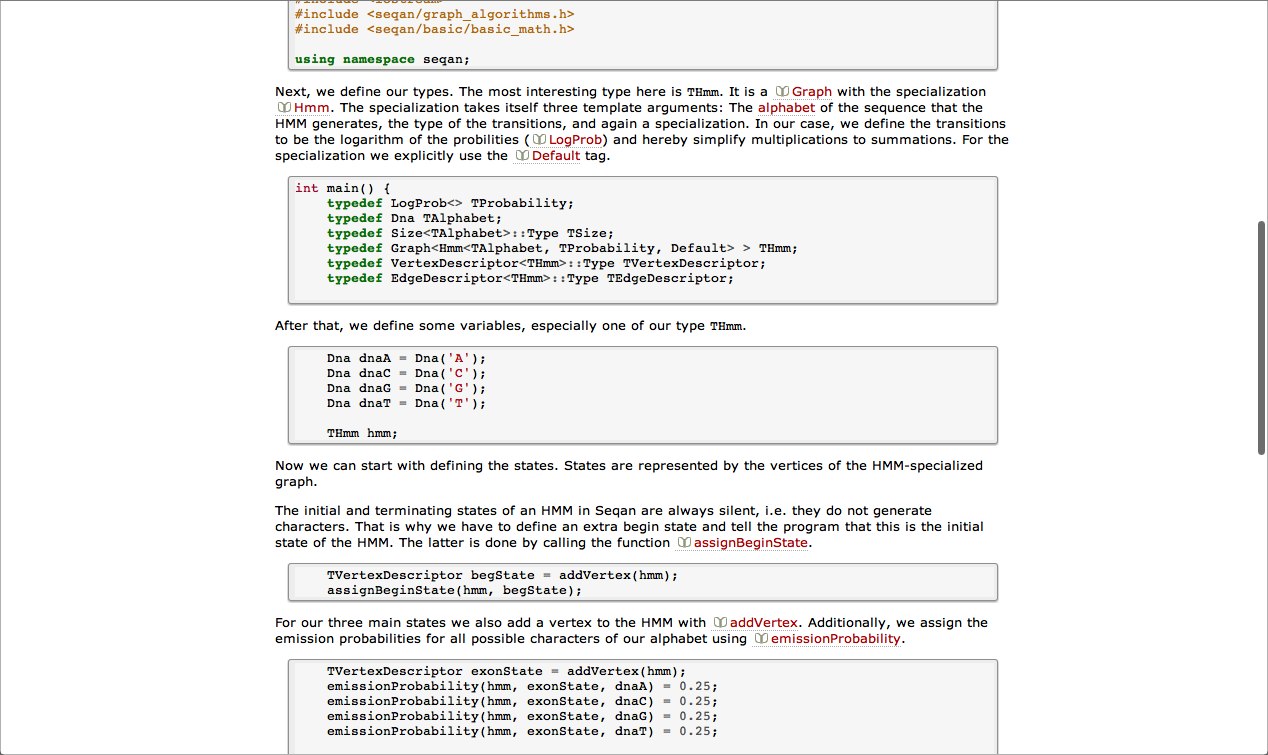 #include <iostream>
#include <seqan/graph_algorithms.h>
#include <seqan/basic/basic_math.h>
using namespace seqan;
Next, we define our types. The most interesting type here is THmm. It is a Graph with the specialization
Hmm. The specialization takes itself three template arguments: The alphabet of the sequence that the
HMM generates, the type of the transitions, and again a specialization. In our case, we define the transitions
to be the logarithm of the probilities ( LogProb) and hereby simplify multiplications to summations. For the
specialization we explicitly use the Default tag.
int main() {
    typedef LogProb<> TProbability;
    typedef Dna TAlphabet;
    typedef Size<TAlphabet>::Type TSize;
    typedef Graph<Hmm<TAlphabet, TProbability, Default> > THmm;
    typedef VertexDescriptor<THmm>::Type TVertexDescriptor;
    typedef EdgeDescriptor<THmm>::Type TEdgeDescriptor;
After that, we define some variables, especially one of our type THmm.
    Dna dnaA = Dna('A');
    Dna dnaC = Dna('C');
    Dna dnaG = Dna('G');
    Dna dnaT = Dna('T');
    THmm hmm;
Now we can start with defining the states. States are represented by the vertices of the HMM-specialized
graph.
The initial and terminating states of an HMM in Seqan are always silent, i.e. they do not generate
characters. That is why we have to define an extra begin state and tell the program that this is the initial
state of the HMM. The latter is done by calling the function assignBeginState.
    TVertexDescriptor begState = addVertex(hmm);
    assignBeginState(hmm, begState);
For our three main states we also add a vertex to the HMM with addVertex. Additionally, we assign the
emission probabilities for all possible characters of our alphabet using emissionProbability.
    TVertexDescriptor exonState = addVertex(hmm);
    emissionProbability(hmm, exonState, dnaA) = 0.25;
    emissionProbability(hmm, exonState, dnaC) = 0.25;
    emissionProbability(hmm, exonState, dnaG) = 0.25;
    emissionProbability(hmm, exonState, dnaT) = 0.25;